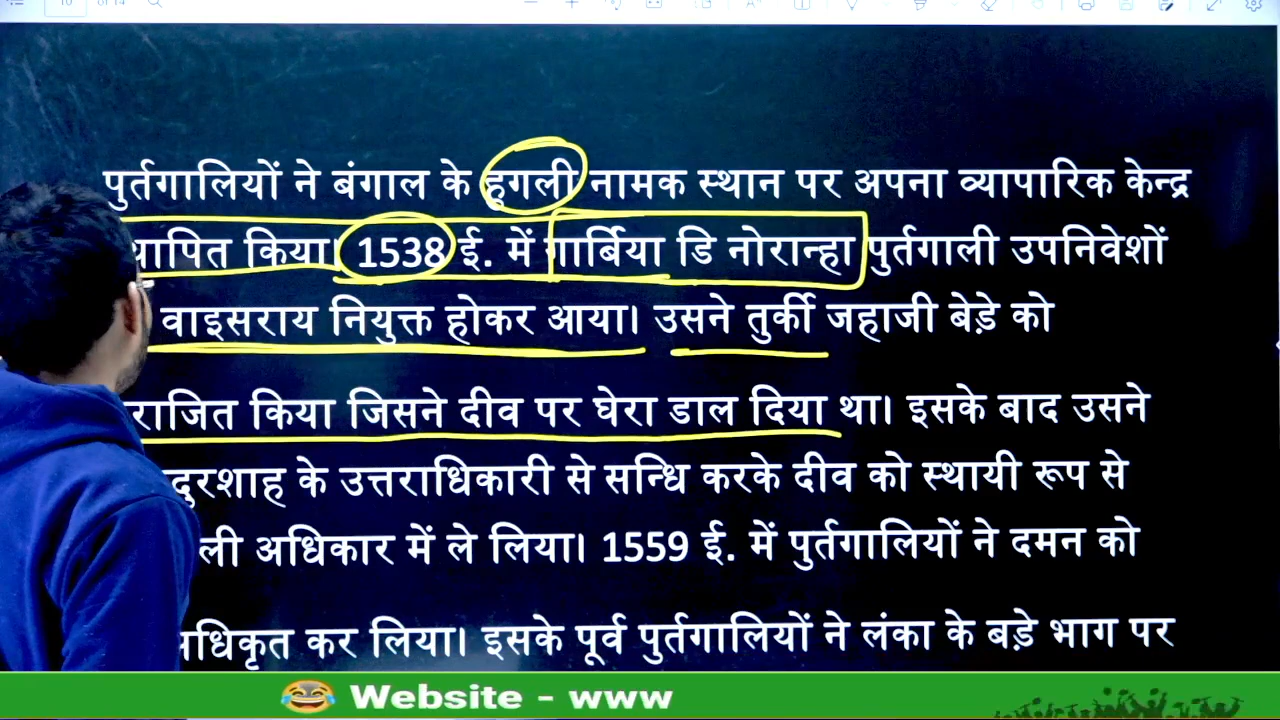 पुर्तगालियों ने बंगाल के हुगली नामक स्थान पर अपना व्यापारिक केन्द्र
थापित किया। 1538 ई. में गार्बिया डि नोरान्हा पुर्तगाली उपनिवेशों
वाइसराय नियुक्त होकर आया। उसने तुर्की जहाजी बेड़े को
राजित किया जिसने दीव पर घेरा डाल दिया था। इसके बाद उसने
दुरशाह के उत्तराधिकारी से सन्धि करके दीव को स्थायी रूप से
ली अधिकार में ले लिया। 1559 ई. में पुर्तगालियों ने दमन को
अधिकृत कर लिया। इसके पूर्व पुर्तगालियों ने लंका के बड़े भाग पर
Website - www